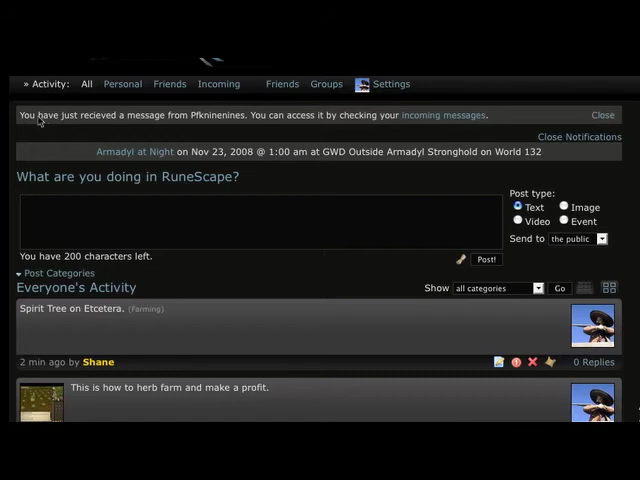 » Activity: All Personal Friends Incoming Friends Groups Settings
You have just recieved a message from Pfkninenines. You can access it by checking your incoming messages. Close
Close Notifications
Armadyl at Night on Nov 23, 2008 @ 1:00 am at GWD Outside Armadyl Stronghold on World 132
What are you doing in RuneScape?
Post type:
Text Image
Video Event
Send to the public
You have 200 characters left. Post!
Post Categories
Everyone's Activity Show all categories Go
Spirit Tree on Etcetera. (Farming)
2 min ago by Shane 0 Replies
This is how to herb farm and make a profit.